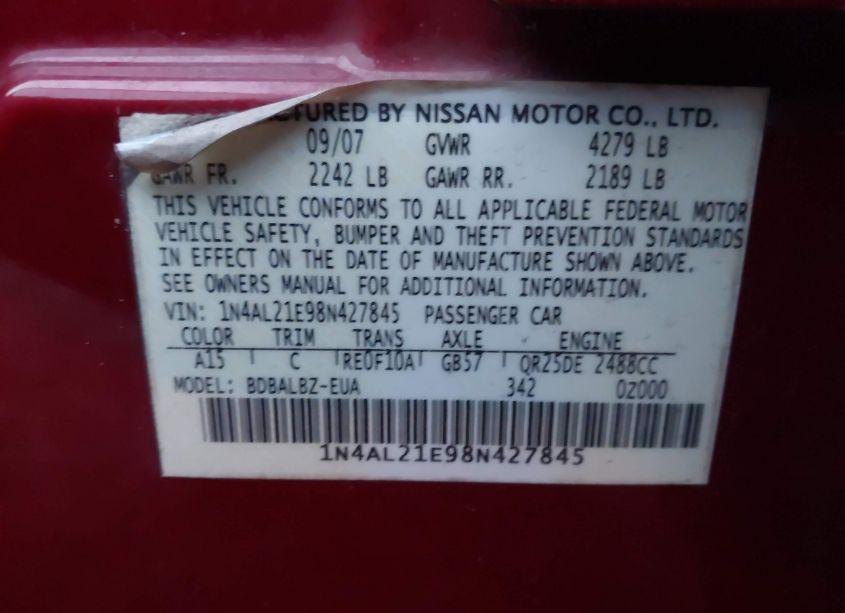 CTURED BY NISSAN MOTOR CO., LTD.
09/07 GVWR 4279 LB
GAWR FR. 2242 LB GAWR RR. 2189 LB
THIS VEHICLE CONFORMS TO ALL APPLICABLE FEDERAL MOTOR
VEHICLE SAFETY, BUMPER AND THEFT PREVENTION STANDARDS
IN EFFECT ON THE DATE OF MANUFACTURE SHOWN ABOVE.
SEE OWNERS MANUAL FOR ADDITIONAL INFORMATION.
VIN: 1N4AL21E98N427845 PASSENGER CAR
COLOR TRIM TRANS AXLE ENGINE
A15 C RE0F10A GB57 QR25DE 2488CC
MODEL: BDBALBZ-EUA 342 0Z000
1N4AL21E98N427845